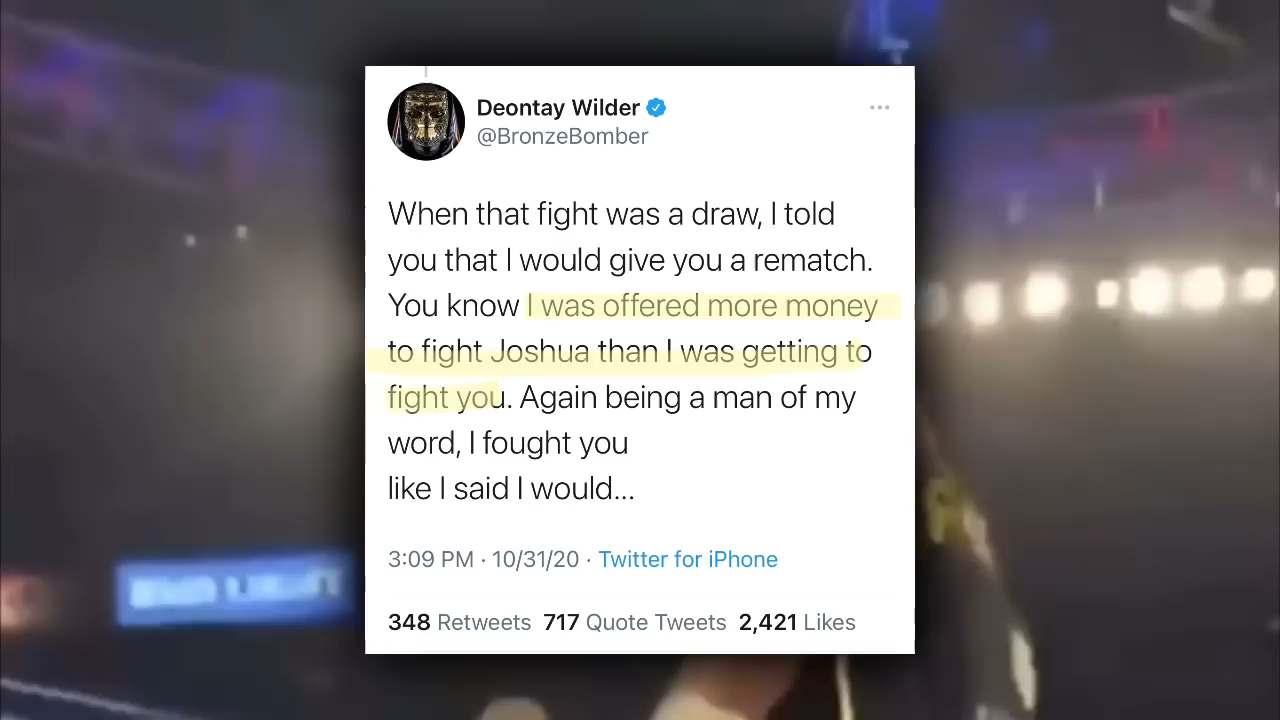 Deontay Wilder
@BronzeBomber
When that fight was a draw, I told
you that I would give you a rematch.
You know I was offered more money
to fight Joshua than I was getting to
fight you. Again being a man of my
word, I fought you
like I said I would...
3:09 PM · 10/31/20 · Twitter for iPhone
348 Retweets 717 Quote Tweets 2,421 Likes